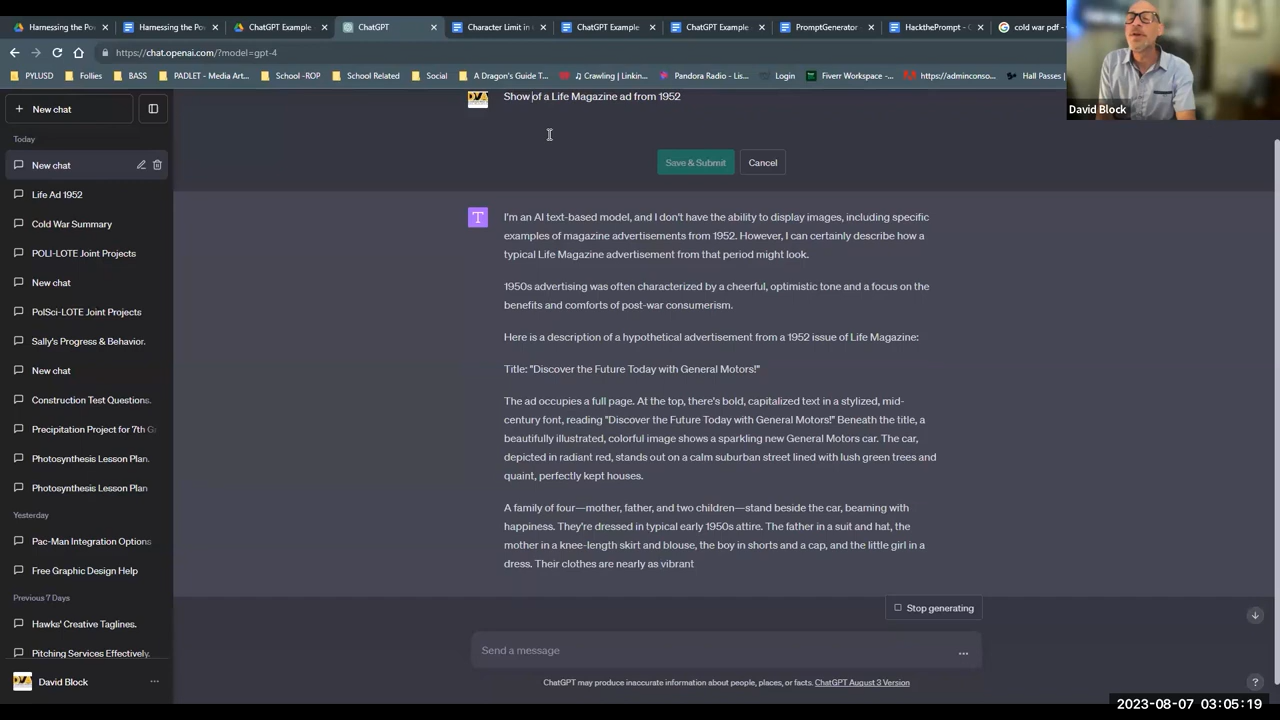 Harnessing the Pow
Harnessing the P
ChatGPT Example
ChatGPT
Character Limit in
ChatGPT Example
ChatGPT Example
PromptGenerator
HackthePrompt - G
cold war pdf -
https://chat.openai.com/?model=gpt-4
PYLUSD
Follies
BASS
PADLET - Media Art...
School -ROP
School Related
Social
A Dragon's Guide T...
Crawling | Linkin...
Pandora Radio - Lis...
Login
Fiverr Workspace -...
https://adminconso...
Hall Passes |
David Block
New chat
Today
New chat
Life Ad 1952
Cold War Summary
POLI-LOTE Joint Projects
New chat
PolSci-LOTE Joint Projects
Sally's Progress & Behavior.
New chat
Construction Test Questions.
Precipitation Project for 7th Gr
Photosynthesis Lesson Plan.
Photosynthesis Lesson Plan
Yesterday
Pac-Man Integration Options
Free Graphic Design Help
Previous 7 Days
Hawks' Creative Taglines.
Pitching Services Effectively.
David Block
Show of a Life Magazine ad from 1952
Save & Submit
Cancel
T
I'm an AI text-based model, and I don't have the ability to display images, including specific
examples of magazine advertisements from 1952. However, I can certainly describe how a
typical Life Magazine advertisement from that period might look.
1950s advertising was often characterized by a cheerful, optimistic tone and a focus on the
benefits and comforts of post-war consumerism.
Here is a description of a hypothetical advertisement from a 1952 issue of Life Magazine:
Title: "Discover the Future Today with General Motors!"
The ad occupies a full page. At the top, there's bold, capitalized text in a stylized, mid-
century font, reading "Discover the Future Today with General Motors!" Beneath the title, a
beautifully illustrated, colorful image shows a sparkling new General Motors car. The car,
depicted in radiant red, stands out on a calm suburban street lined with lush green trees and
quaint, perfectly kept houses.
A family of four—mother, father, and two children—stand beside the car, beaming with
happiness. They're dressed in typical early 1950s attire. The father in a suit and hat, the
mother in a knee-length skirt and blouse, the boy in shorts and a cap, and the little girl in a
dress. Their clothes are nearly as vibrant
Stop generating
Send a message
ChatGPT may produce inaccurate information about people, places, or facts. ChatGPT August 3 Version
?
2023-08-07 03:05:19